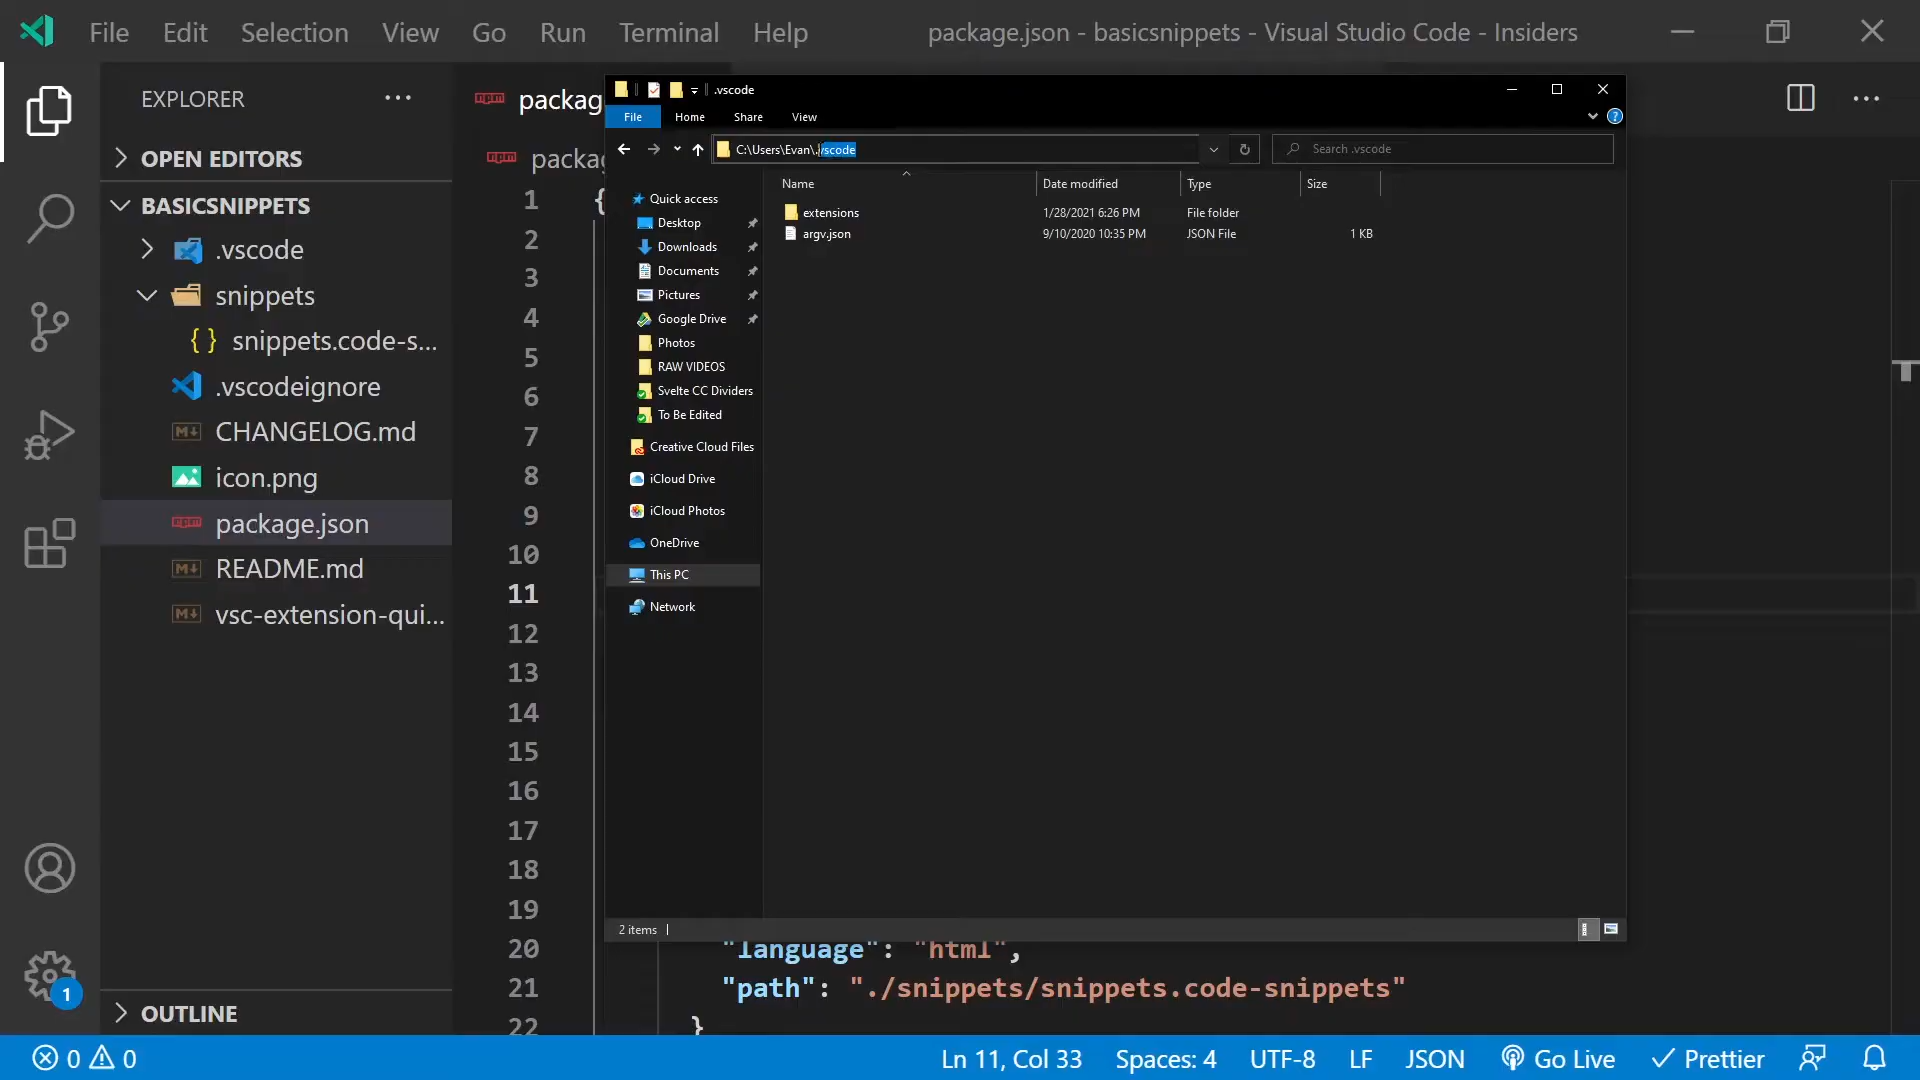 File Edit Selection View Go Run Terminal Help package.json - basicsnippets - Visual Studio Code - Insiders
EXPLORER
OPEN EDITORS
BASICSNIPPETS
.vscode
snippets
snippets.code-s...
.vscodeignore
CHANGELOG.md
icon.png
package.json
README.md
vsc-extension-qui...
OUTLINE
1
packag
packa
1 {
2
3
4
5
6
7
8
9
10
11
12
13
14
15
16
17
18
19
20 "language": "html",
21 "path": "./snippets/snippets.code-snippets"
22 }
.vscode
File Home Share View
C:\Users\Evan\.vscode
Search .vscode
Name Date modified Type Size
extensions 1/28/2021 6:26 PM File folder
argv.json 9/10/2020 10:35 PM JSON File 1 KB
Quick access
Desktop
Downloads
Documents
Pictures
Google Drive
Photos
RAW VIDEOS
Svelte CC Dividers
To Be Edited
Creative Cloud Files
iCloud Drive
iCloud Photos
OneDrive
This PC
Network
2 items
0 0 Ln 11, Col 33 Spaces: 4 UTF-8 LF JSON Go Live Prettier